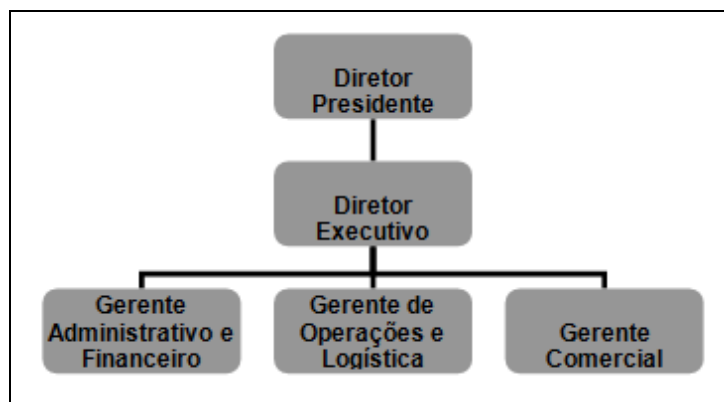 Diretor
Presidente
Diretor
Executivo
Gerente
Administrativo e
Financeiro
Gerente de
Operações e
Logística
Gerente
Comercial